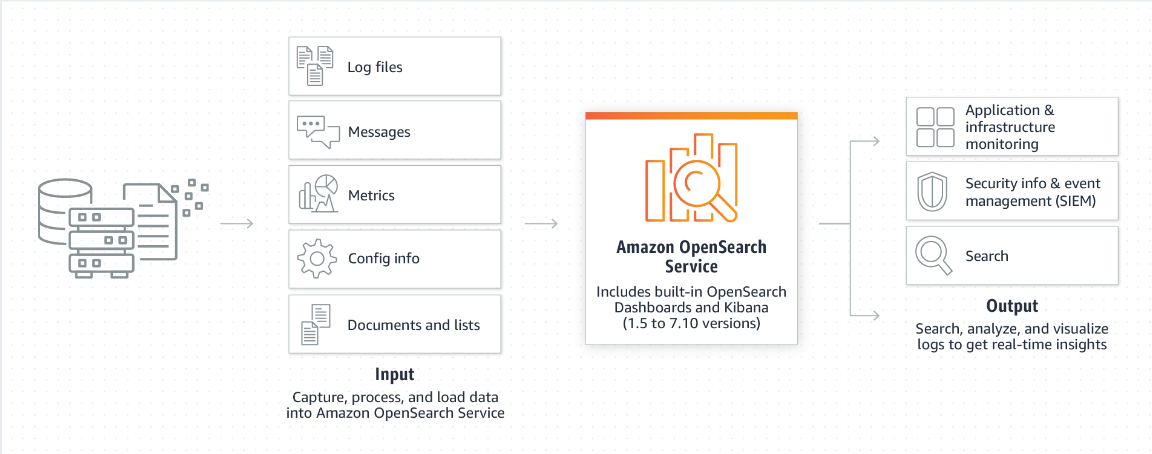 Log files
Messages
Metrics
Config info
Documents and lists
Input
Capture, process, and load data
into Amazon OpenSearch Service
Amazon OpenSearch
Service
Includes built-in OpenSearch
Dashboards and Kibana
(1.5 to 7.10 versions)
Application &
infrastructure
monitoring
Security info & event
management (SIEM)
Search
Output
Search, analyze, and visualize
logs to get real-time insights